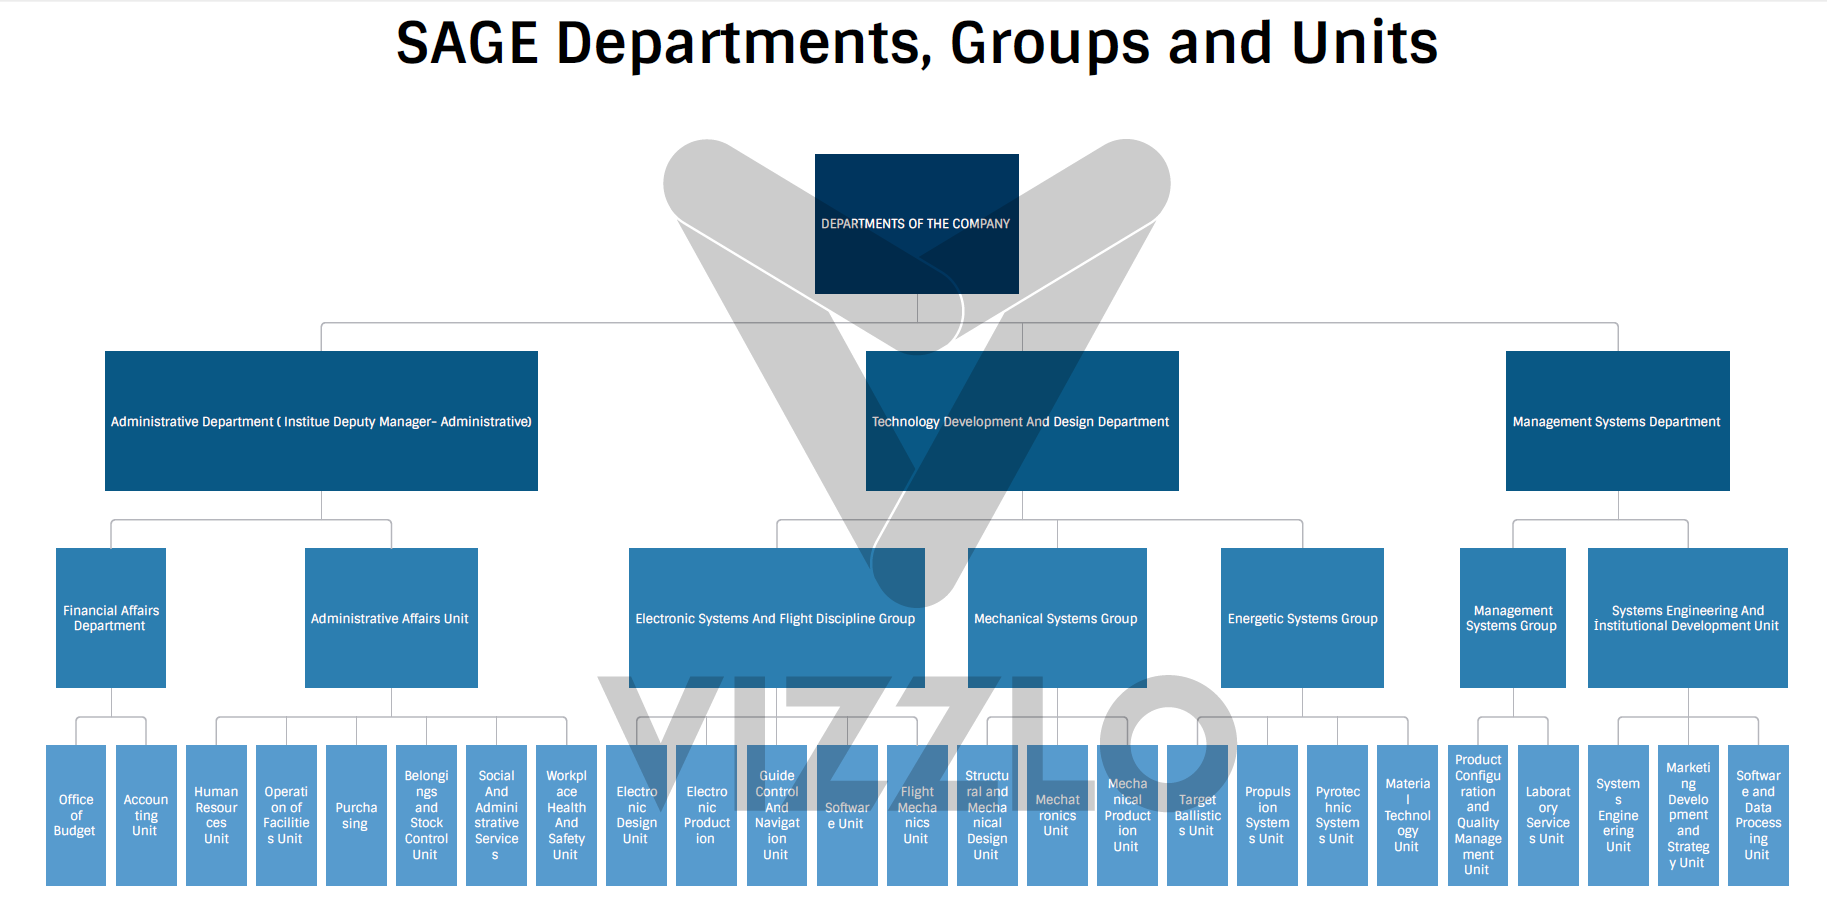 SAGE Departments, Groups and Units
DEPARTMENTS OF THE COMPANY
Administrative Department ( Institue Deputy Manager- Administrative)
Technology Development And Design Department
Management Systems Department
Financial Affairs
Department
Administrative Affairs Unit
Electronic Systems And Flight Discipline Group
Mechanical Systems Group
Energetic Systems Group
Management
Systems Group
Systems Engineering And
İnstitutional Development Unit
Office
of
Budget
Accoun
ting
Unit
Human
Resour
ces
Unit
Operati
on of
Facilitie
s Unit
Purcha
sing
Belongi
ngs
and
Stock
Control
Unit
Social
And
Admini
strative
Service
s
Workpl
ace
Health
And
Safety
Unit
Electro
nic
Design
Unit
Electro
nic
Product
ion
Guide
Control
And
Navigat
ion
Unit
Softwar
e Unit
Flight
Mecha
nics
Unit
Structu
ral and
Mecha
nical
Design
Unit
Mechat
ronics
Unit
Mecha
nical
Product
ion
Unit
Target
Ballistic
s Unit
Propuls
ion
System
s Unit
Pyrotec
hnic
System
s Unit
Materia
l
Technol
ogy
Unit
Product
Configu
ration
and
Quality
Manage
ment
Unit
Laborat
ory
Service
s Unit
System
s
Engine
ering
Unit
Marketi
ng
Develo
pment
and
Strateg
y Unit
Softwar
e and
Data
Process
ing
Unit
VIZZLO